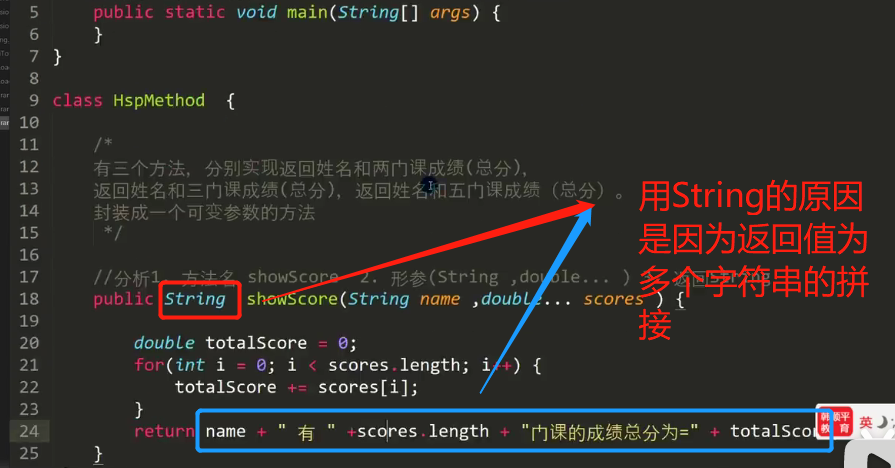 5 public static void main(String[] args) {
6 }
7 }
8
9 class HspMethod {
10
11 /*
12 有三个方法，分别实现返回姓名和两门课成绩(总分)，
13 返回姓名和三门课成绩(总分)，返回姓名和五门课成绩（总分）。
14 封装成一个可变参数的方法
15 */
16
17 //分析1. 方法名 showScore 2. 形参(String ,double... )
18 public String showScore(String name ,double... scores ) {
19
20 double totalScore = 0;
21 for(int i = 0; i < scores.length; i++) {
22 totalScore += scores[i];
23 }
24 return name + " 有 " +scores.length + "门课的成绩总分为=" + totalScor
25 }
用String的原因
是因为返回值为
多个字符串的拼
接
韩顺平
教育
英